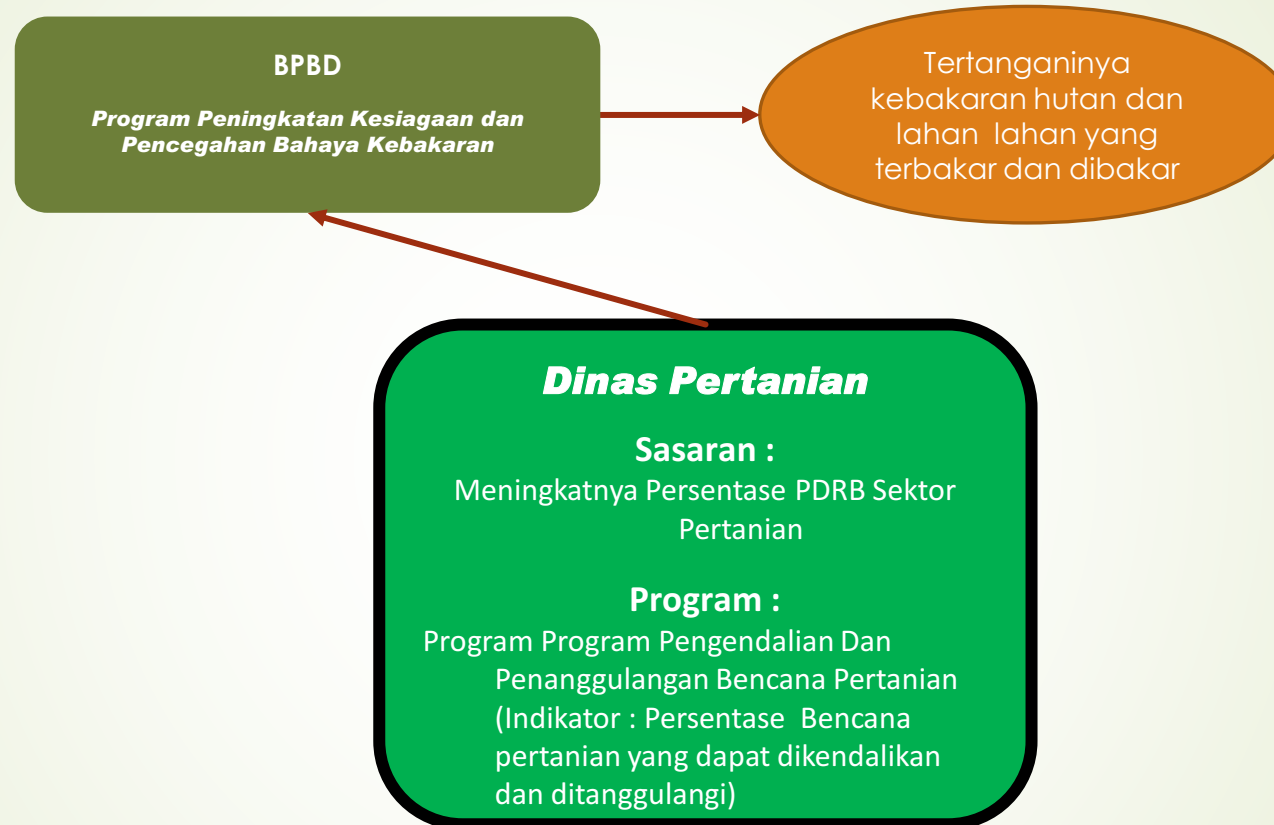 BPBD
Program Peningkatan Kesiagaan dan
Pencegahan Bahaya Kebakaran
Tertanganinya
kebakaran hutan dan
lahan lahan yang
terbakar dan dibakar
Dinas Pertanian
Sasaran :
Meningkatnya Persentase PDRB Sektor
Pertanian
Program :
Program Program Pengendalian Dan
Penanggulangan Bencana Pertanian
(Indikator : Persentase Bencana
pertanian yang dapat dikendalikan
dan ditanggulangi)